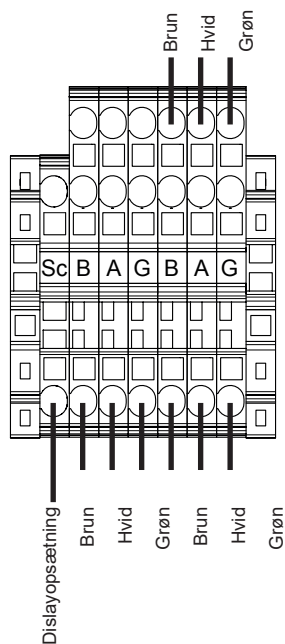 Brun
Hvid
Grøn
Sc B A G B A G
Dislayopsætning
Brun
Hvid
Grøn
Brun
Hvid
Grøn